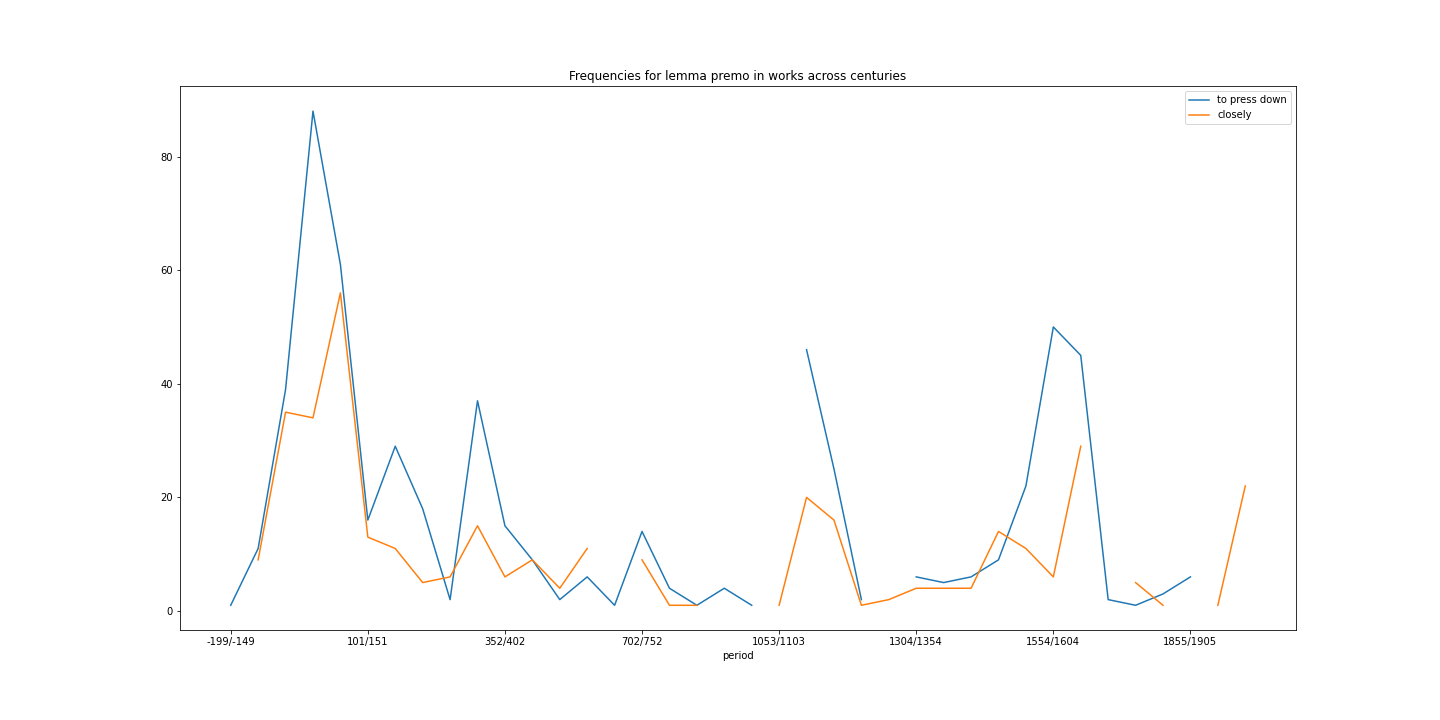 Frequencies for lemma premo in works across centuries
to press down
closely
80
60
40
20
0
-199/-149 101/151 352/402 702/752 1053/1103 1304/1354 1554/1604 1855/1905
period